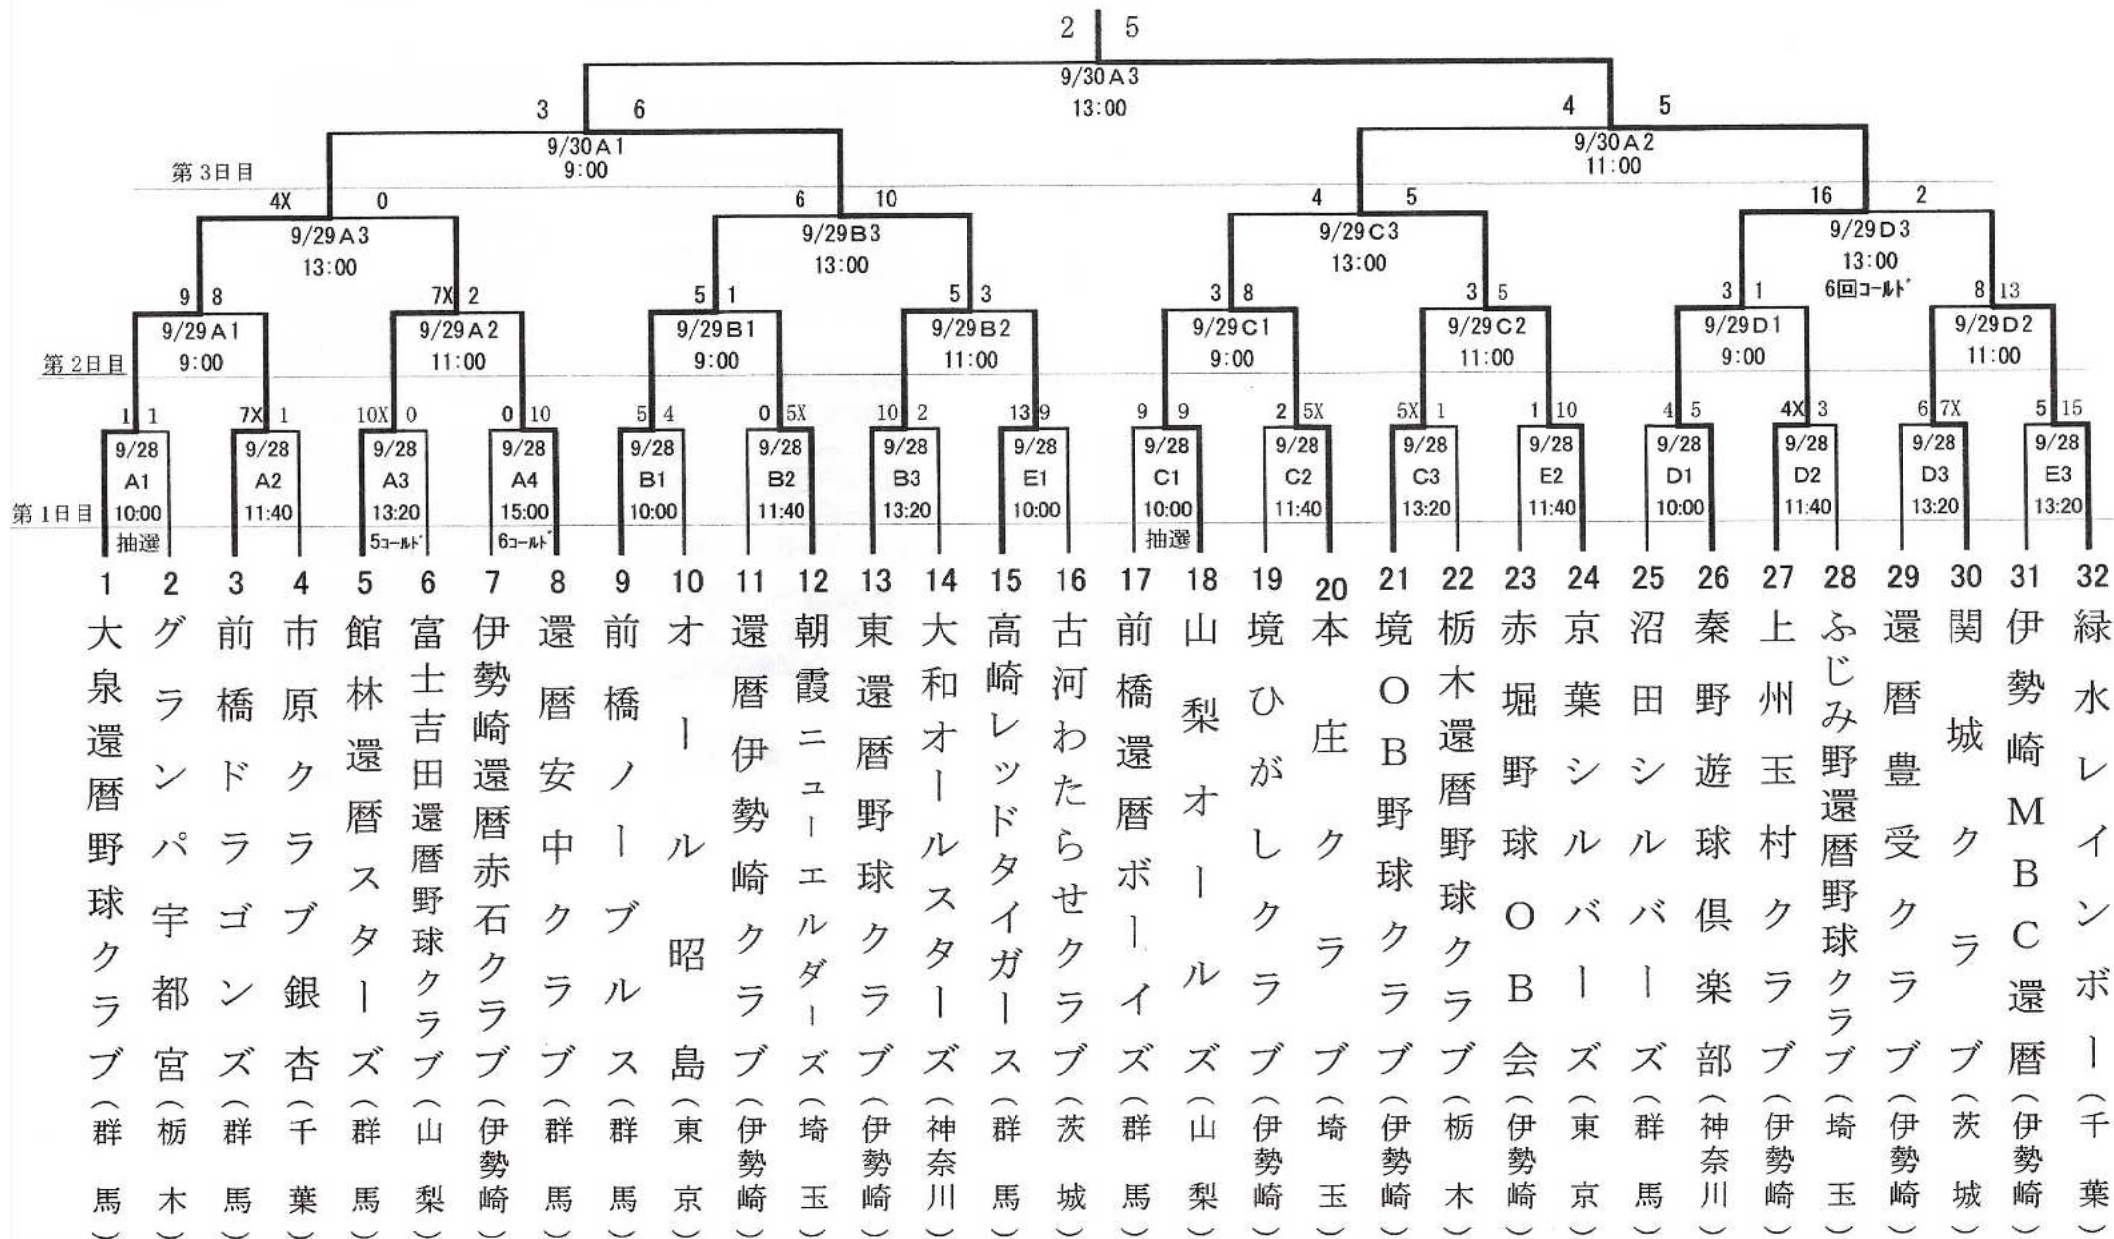 2 5
9/30A3
13:00
3 6
9/30A1
9:00
4 5
9/30A2
11:00
第3日目
4X 0
9/29A3
13:00
6 10
9/29B3
13:00
4 5
9/29C3
13:00
16 2
9/29D3
13:00
6回コールド
9 8
9/29A1
9:00
7X 2
9/29A2
11:00
5 1
9/29B1
9:00
5 3
9/29B2
11:00
3 8
9/29C1
9:00
3 5
9/29C2
11:00
3 1
9/29D1
9:00
8 13
9/29D2
11:00
第2日目
1 1
9/28
A1
10:00
抽選
7X 1
9/28
A2
11:40
10X 0
9/28
A3
13:20
5コールド
0 10
9/28
A4
15:00
6コールド
5 4
9/28
B1
10:00
0 5X
9/28
B2
11:40
10 2
9/28
B3
13:20
13 9
9/28
E1
10:00
9 9
9/28
C1
10:00
抽選
2 5X
9/28
C2
11:40
5X 1
9/28
C3
13:20
1 10
9/28
E2
11:40
4 5
9/28
D1
10:00
4X 3
9/28
D2
11:40
6 7X
9/28
D3
13:20
5 15
9/28
E3
13:20
第1日目
1 大泉還暦野球クラブ(群馬)
2 グランパ宇都宮(栃木)
3 前橋ドラゴンズ(群馬)
4 市原クラブ銀杏(千葉)
5 館林還暦スターズ(群馬)
6 富士吉田還暦野球クラブ(山梨)
7 伊勢崎還暦赤石クラブ(伊勢崎)
8 還暦安中クラブ(群馬)
9 前橋ノーブルス(群馬)
10 オール昭島(東京)
11 還暦伊勢崎クラブ(伊勢崎)
12 朝霞ニューエルダーズ(埼玉)
13 東還暦野球クラブ(伊勢崎)
14 大和オールスターズ(神奈川)
15 高崎レッドタイガース(群馬)
16 古河わたらせクラブ(茨城)
17 前橋還暦ボーイズ(群馬)
18 山梨オールズ(山梨)
19 境ひがしクラブ(伊勢崎)
20 本庄クラブ(埼玉)
21 境OB野球クラブ(伊勢崎)
22 栃木還暦野球クラブ(栃木)
23 赤堀野球OB会(伊勢崎)
24 京葉シルバーズ(東京)
25 沼田シルバーズ(群馬)
26 秦野遊球倶楽部(神奈川)
27 上州玉村クラブ(伊勢崎)
28 ふじみ野還暦野球クラブ(埼玉)
29 還暦豊受クラブ(伊勢崎)
30 関城クラブ(茨城)
31 伊勢崎MBC還暦(伊勢崎)
32 緑水レインボー(千葉)